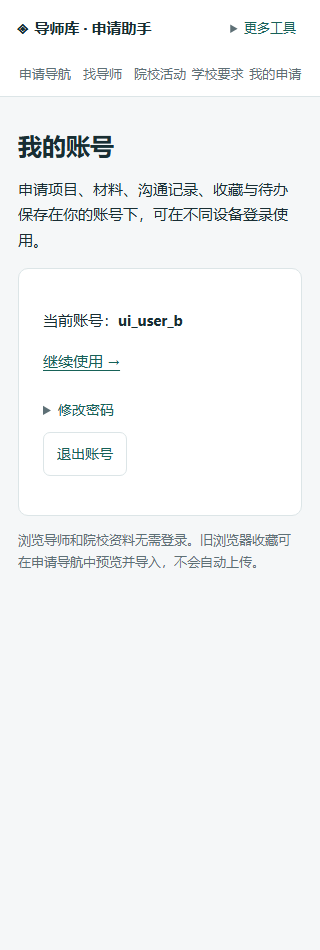 ◈ 导师库 · 申请助手
▶ 更多工具
申请导航 找导师 院校活动 学校要求 我的申请
我的账号
申请项目、材料、沟通记录、收藏与待办
保存在你的账号下，可在不同设备登录使
用。
当前账号：ui_user_b
继续使用 →
▶ 修改密码
退出账号
浏览导师和院校资料无需登录。旧浏览器收藏可
在申请导航中预览并导入，不会自动上传。